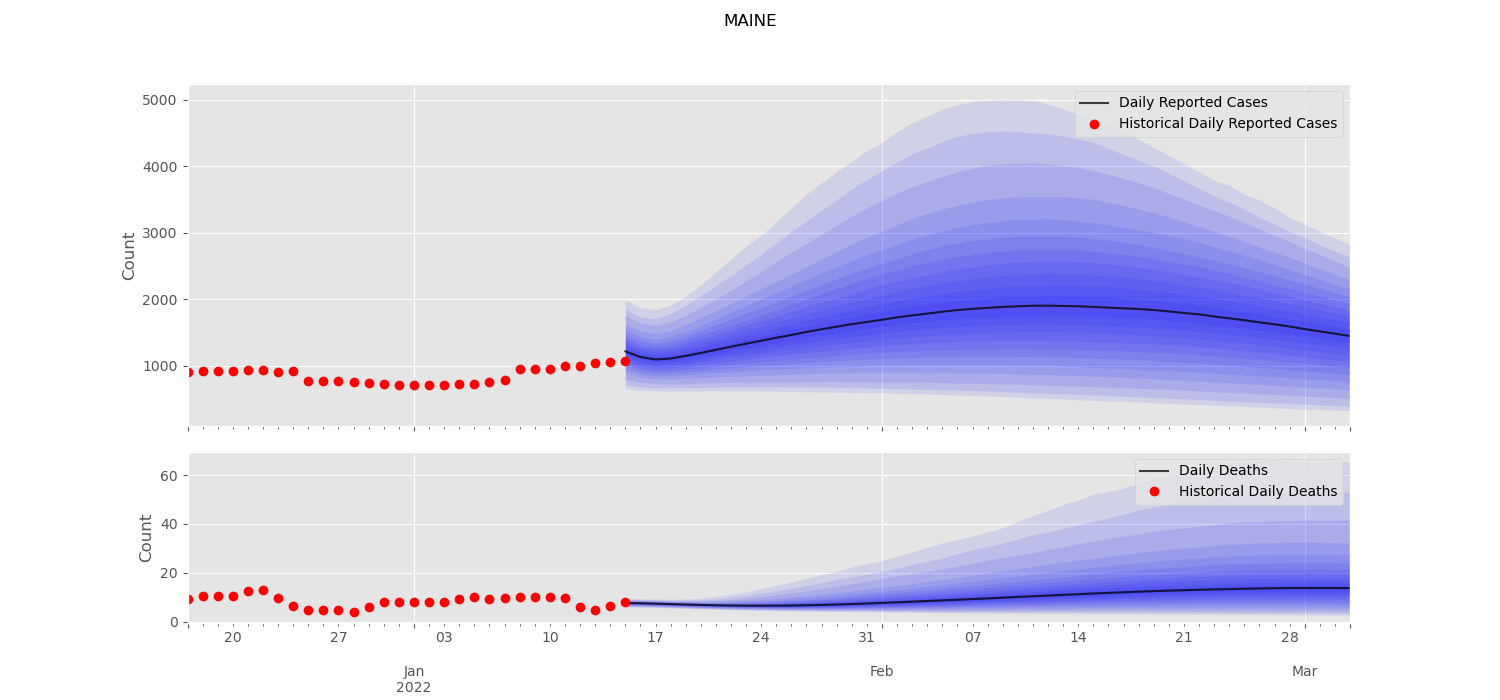 MAINE
5000
4000
3000
2000
1000
Count
Daily Reported Cases
Historical Daily Reported Cases
60
40
20
0
Count
Daily Deaths
Historical Daily Deaths
20 27 03 10 17 24 31 07 14 21 28
Jan Feb Mar
2022